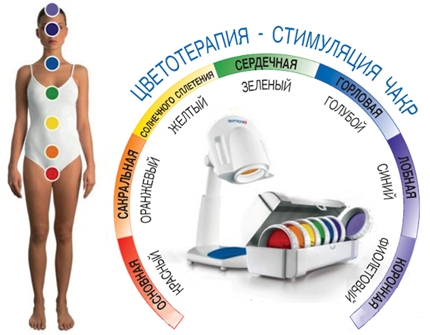 ЦВЕТОТЕРАПИЯ - СТИМУЛЯЦИЯ ЧАКР
ОСНОВНАЯ
КРАСНЫЙ
САКРАЛЬНАЯ
ОРАНЖЕВЫЙ
СОЛНЕЧНОГО СПЛЕТЕНИЯ
ЖЕЛТЫЙ
СЕРДЕЧНАЯ
ЗЕЛЕНЫЙ
ГОРЛОВАЯ
ГОЛУБОЙ
ЛОБНАЯ
СИНИЙ
КОРОННАЯ
ФИОЛЕТОВЫЙ